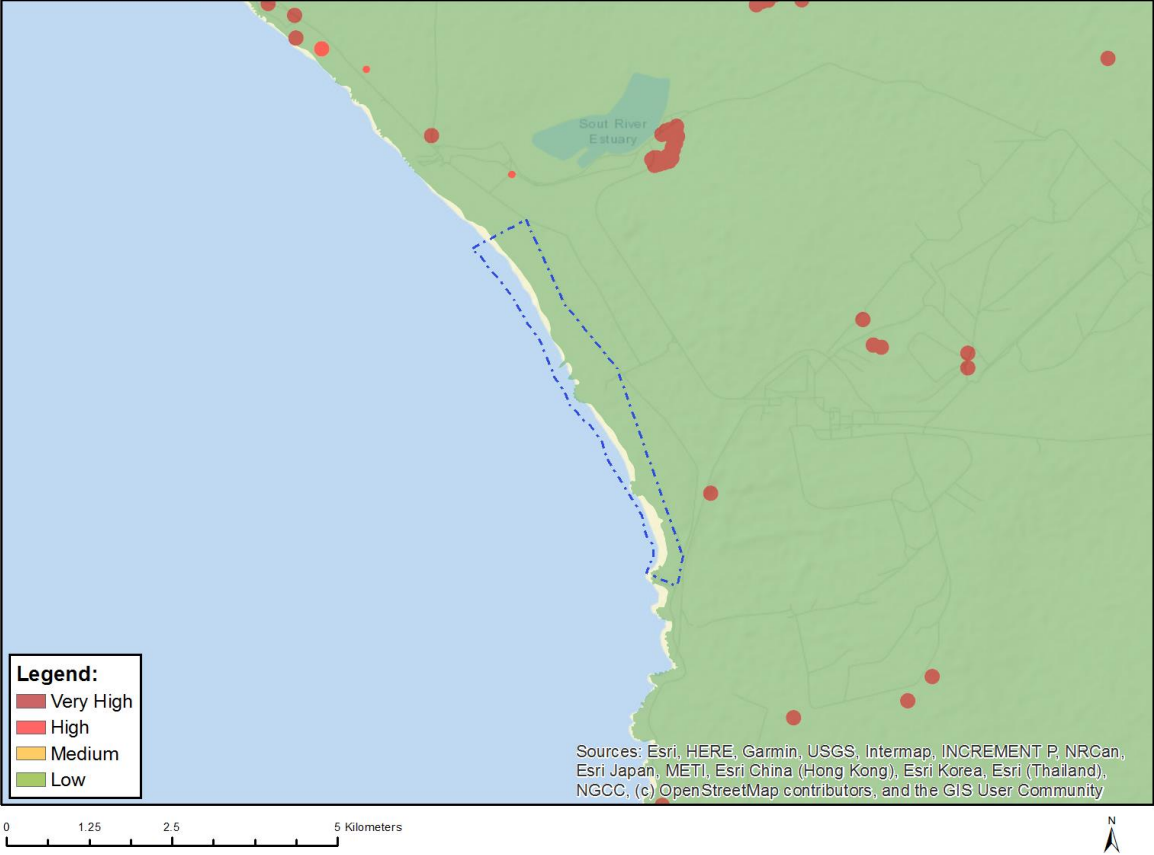 Sout River
Estuary
Legend:
Very High
High
Medium
Low
Sources: Esri, HERE, Garmin, USGS, Intermap, INCREMENT P, NRCan,
Esri Japan, METI, Esri China (Hong Kong), Esri Korea, Esri (Thailand),
NGCC, (c) OpenStreetMap contributors, and the GIS User Community
0 1.25 2.5 5 Kilometers
N